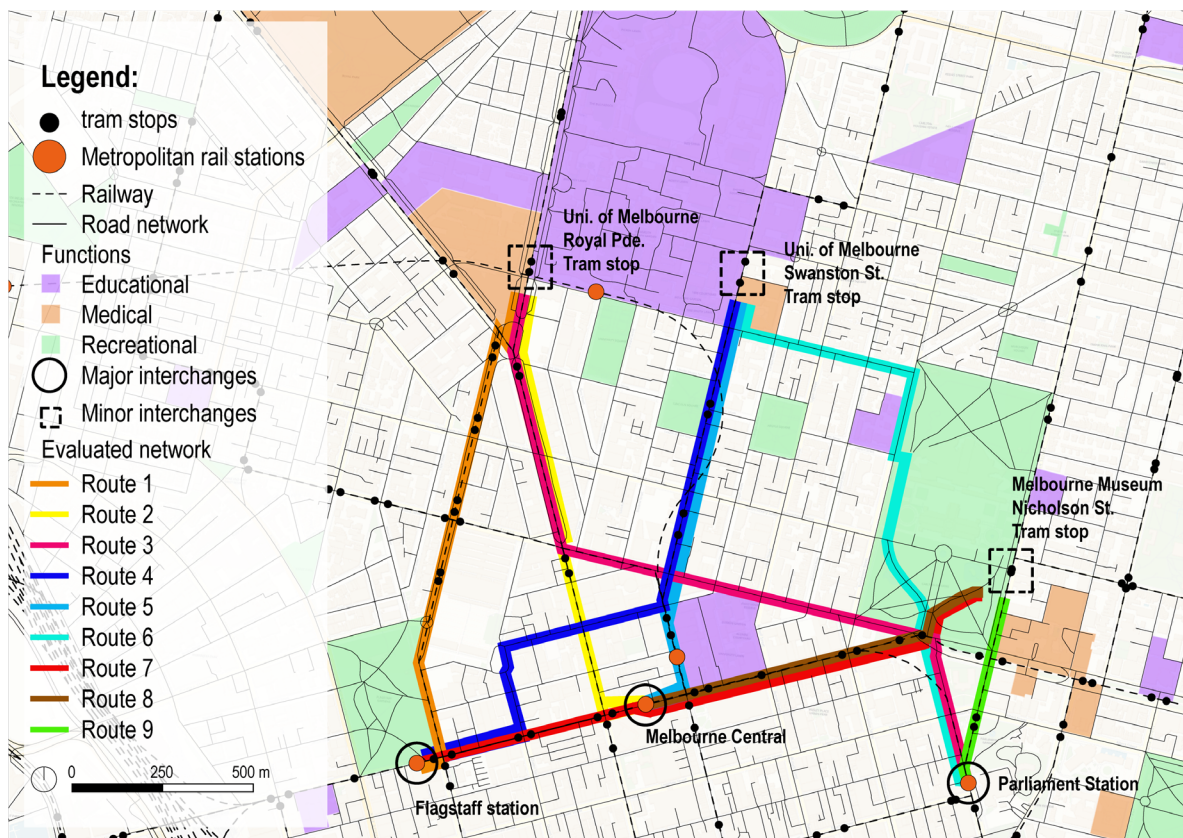 Legend:
tram stops
Metropolitan rail stations
Railway
Road network
Functions
Educational
Medical
Recreational
Major interchanges
Minor interchanges
Evaluated network
Route 1
Route 2
Route 3
Route 4
Route 5
Route 6
Route 7
Route 8
Route 9
0 250 500 m
Uni. of Melbourne
Royal Pde.
Tram stop
Uni. of Melbourne
Swanston St.
Tram stop
Melbourne Museum
Nicholson St.
Tram stop
Melbourne Central
Flagstaff station
Parliament Station